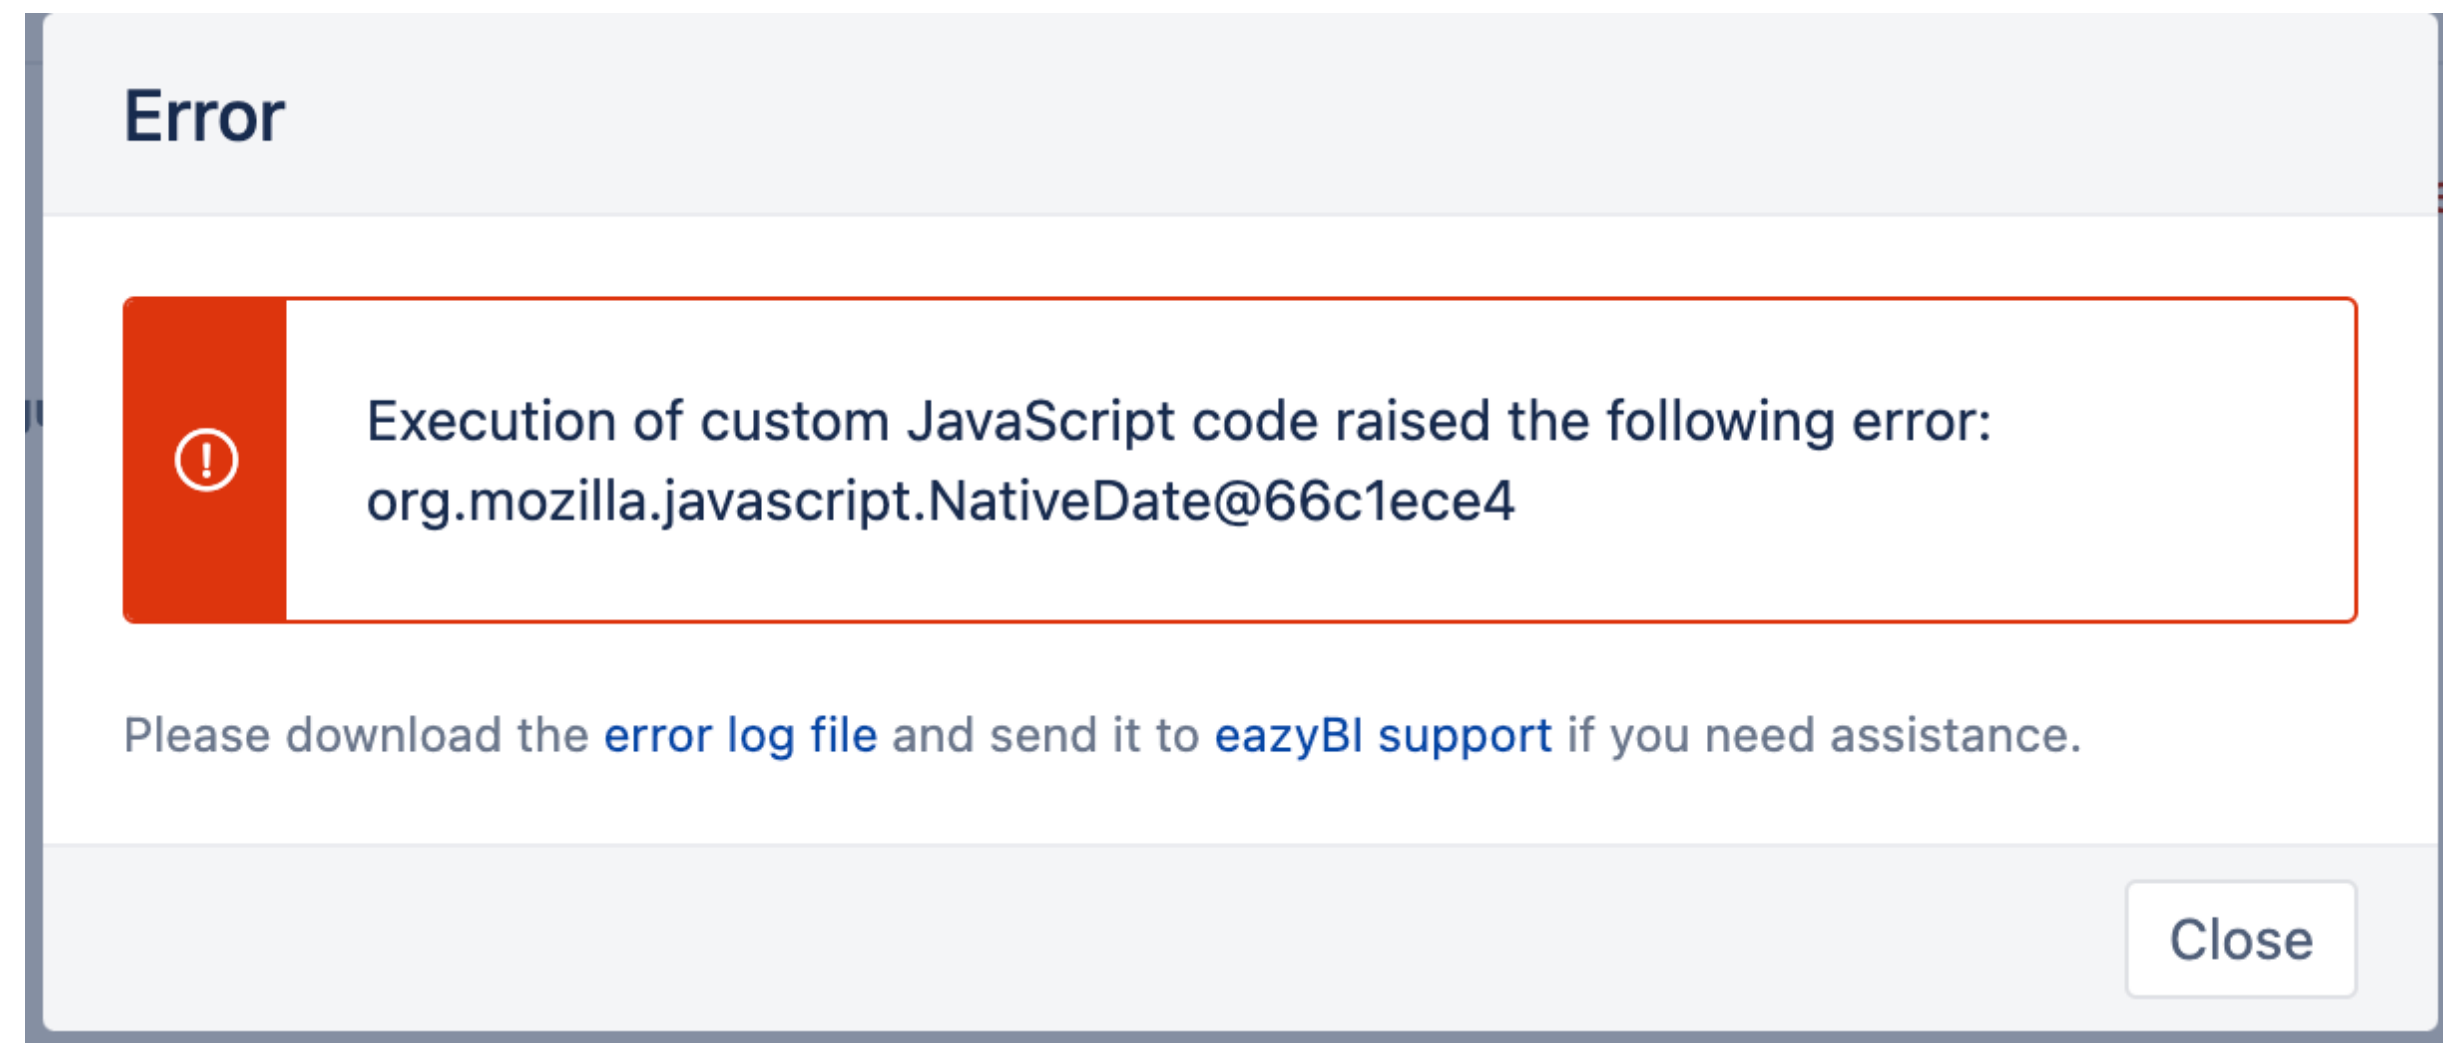 Error
Execution of custom JavaScript code raised the following error:
org.mozilla.javascript.NativeDate@66c1ece4
Please download the error log file and send it to eazyBI support if you need assistance.
Close